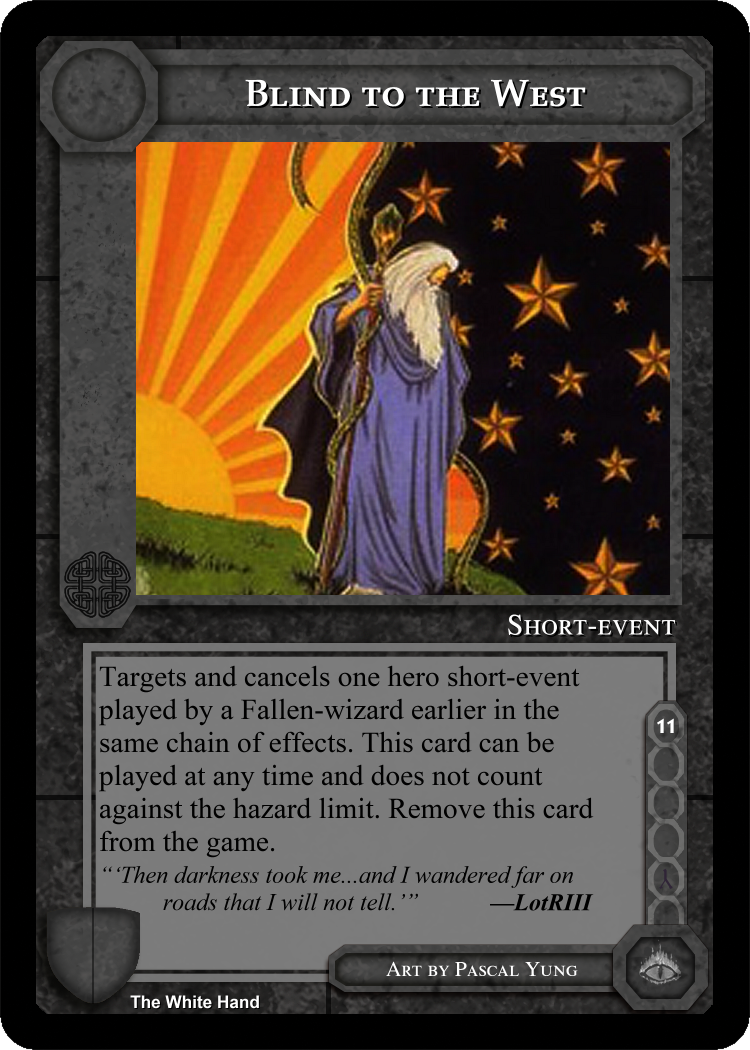 Blind to the West
Short-event
Targets and cancels one hero short-event
played by a Fallen-wizard earlier in the
same chain of effects. This card can be
played at any time and does not count
against the hazard limit. Remove this card
from the game.
“‘Then darkness took me...and I wandered far on
roads that I will not tell.’” —LotRIII
11
Art by Pascal Yung
The White Hand